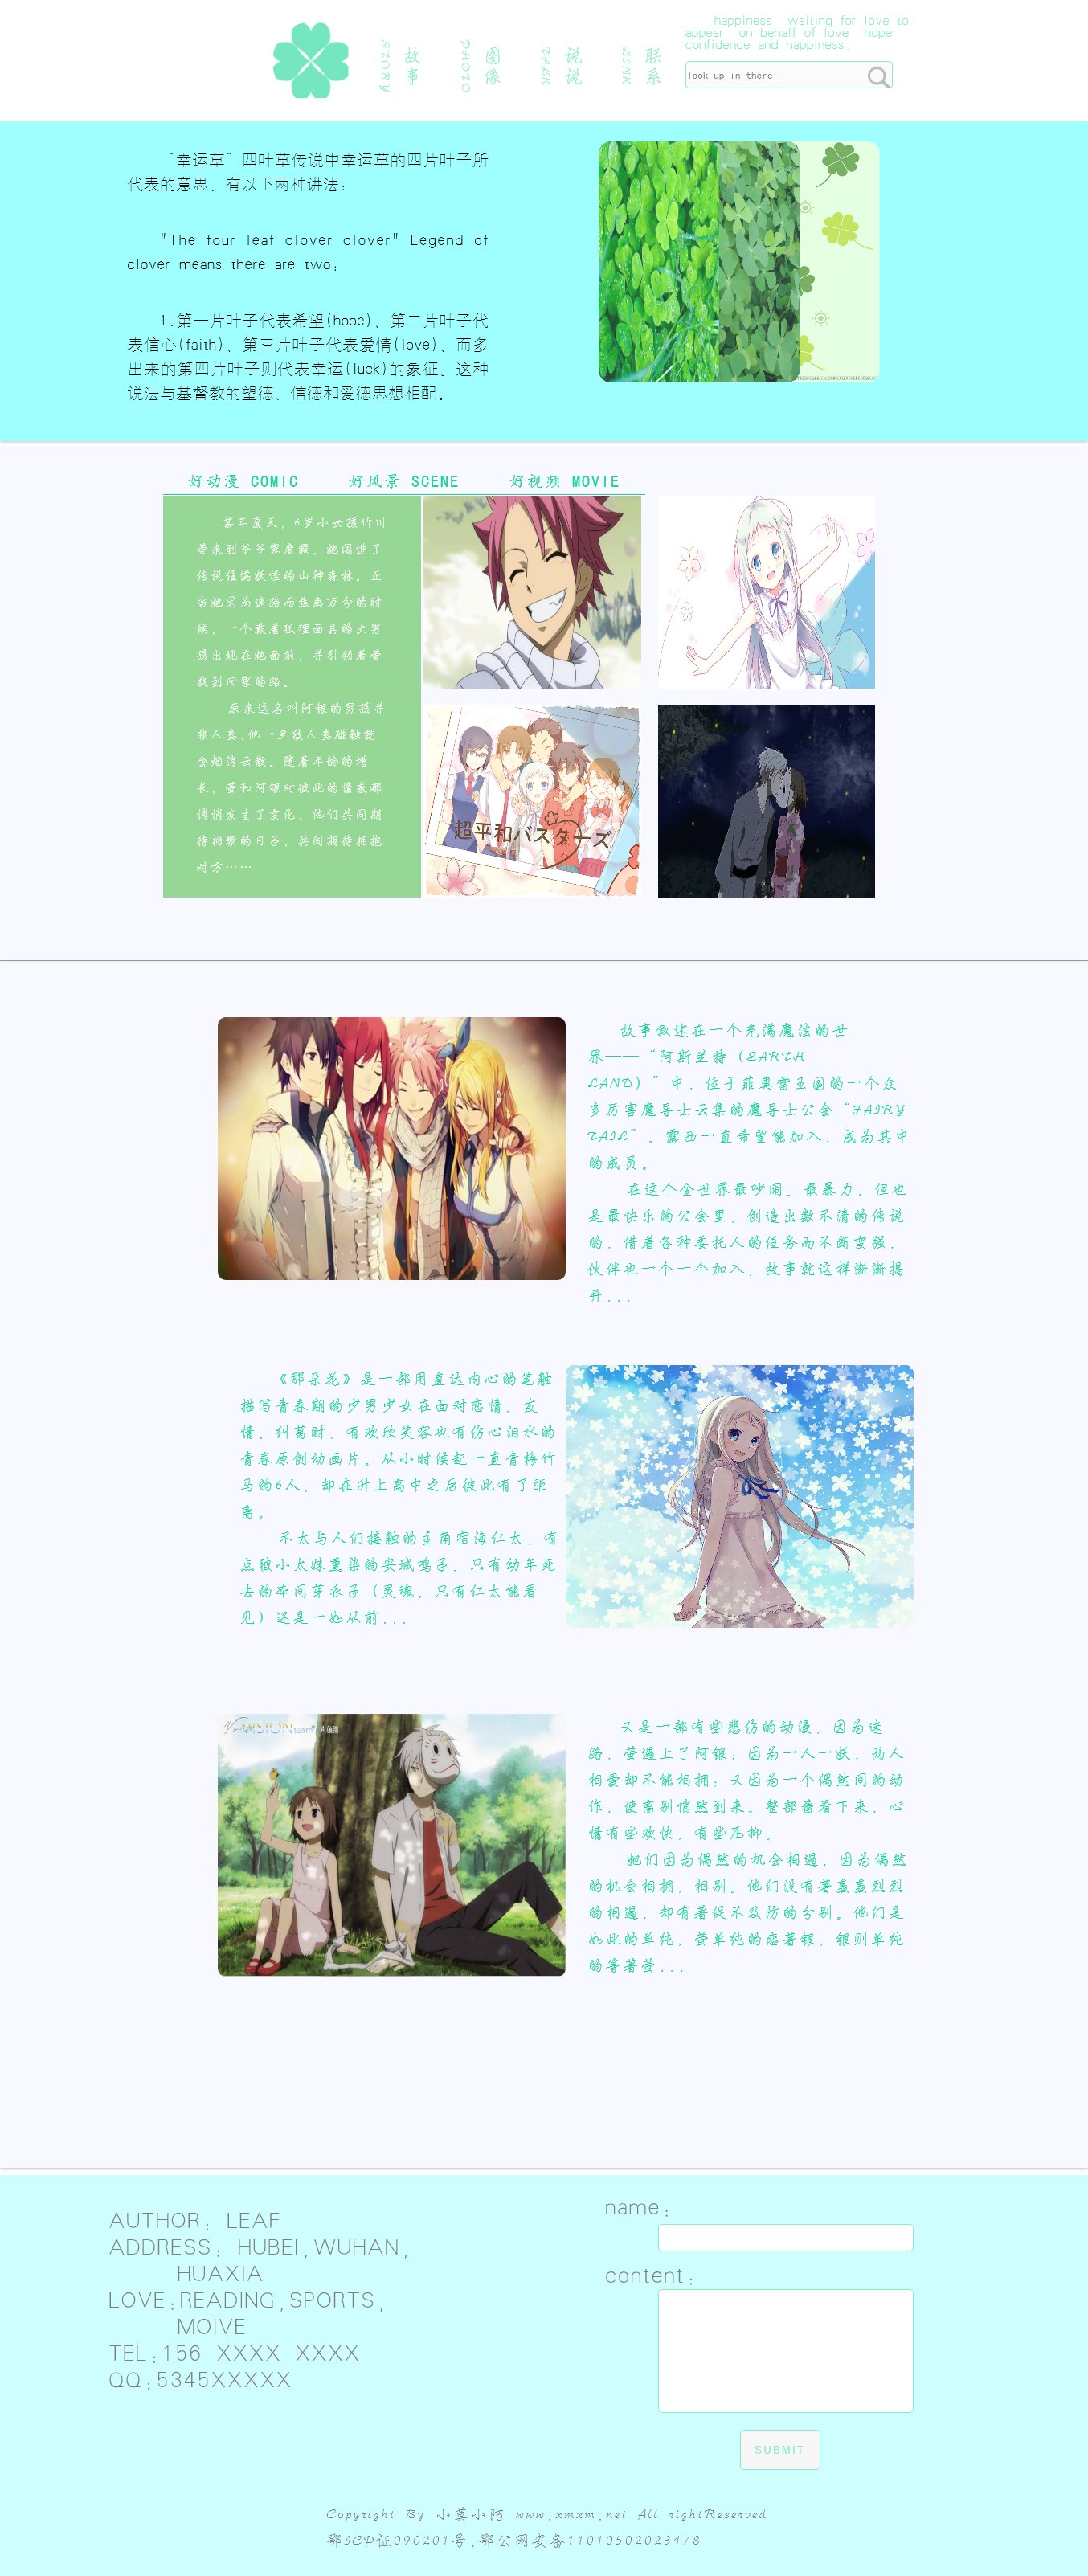 故事
STORY
图像
PHOTO
说说
TALK
联系
LINK
happiness, waiting for love to
appear, on behalf of love, hope,
confidence and happiness.
look up in there
"幸运草" 四叶草传说中幸运草的四片叶子所
代表的意思，有以下两种讲法：
"The four leaf clover clover" Legend of
clover means there are two:
1.第一片叶子代表希望(hope)、第二片叶子代
表信心(faith)、第三片叶子代表爱情(love)、而多
出来的第四片叶子则代表幸运(luck)的象征。这种
说法与基督教的望德、信德和爱德思想相配。
好动漫 COMIC
好风景 SCENE
好视频 MOVIE
某年夏天，6岁小女孩竹川
萤来到爷爷家度假，她闯进了
传说住满妖怪的山神森林。正
当她因为迷路而焦急万分的时
候，一个戴着狐狸面具的大男
孩出现在她面前，并引领着萤
找到回家的路。
原来这名叫阿银的男孩并
非人类，他一旦被人类碰触就
会烟消云散。随着年龄的增
长，萤和阿银对彼此的情感都
悄悄发生了变化，他们共同期
待相聚的日子，共同期待拥抱
对方……
超平和バスターズ
故事叙述在一个充满魔法的世
界——“阿斯兰特（EARTH
LAND）”中，位于菲奥雷王国的一个众
多厉害魔导士云集的魔导士公会“FAIRY
TAIL”。露西一直希望能加入，成为其中
的成员。
在这个全世界最吵闹、最暴力，但也
是最快乐的公会里，创造出数不清的传说
的，借着各种委托人的任务而不断变强，
伙伴也一个一个加入，故事就这样渐渐揭
开...
《那朵花》是一部用直达内心的笔触
描写青春期的少男少女在面对恋情、友
情、纠葛时，有欢欣笑容也有伤心泪水的
青春原创动画片。从小时候起一直青梅竹
马的6人，却在升上高中之后彼此有了距
离。
不太与人们接触的主角宿海仁太、有
点被小太妹熏染的安城鸣子、只有幼年死
去的本间芽衣子（灵魂，只有仁太能看
见）还是一如从前...
又是一部有些悲伤的动漫，因为迷
路，萤遇上了阿银；因为一人一妖，两人
相爱却不能相拥；又因为一个偶然间的动
作，使离别悄然到来。整部番看下来，心
情有些欢快，有些压抑。
她们因为偶然的机会相遇，因为偶然
的机会相拥，相别。他们没有著轰轰烈烈
的相遇，却有著促不及防的分别。他们是
如此的单纯，萤单纯的恋著银，银则单纯
的等著萤...
AUTHOR: LEAF
ADDRESS: HUBEI,WUHAN,
HUAXIA
LOVE:READING,SPORTS,
MOIVE
TEL:156 XXXX XXXX
QQ:5345XXXXX
name:
content:
SUBMIT
Copyright By 小莫小陌 www.xmxm.net All rightReserved
鄂ICP证090201号,鄂公网安备11010502023478